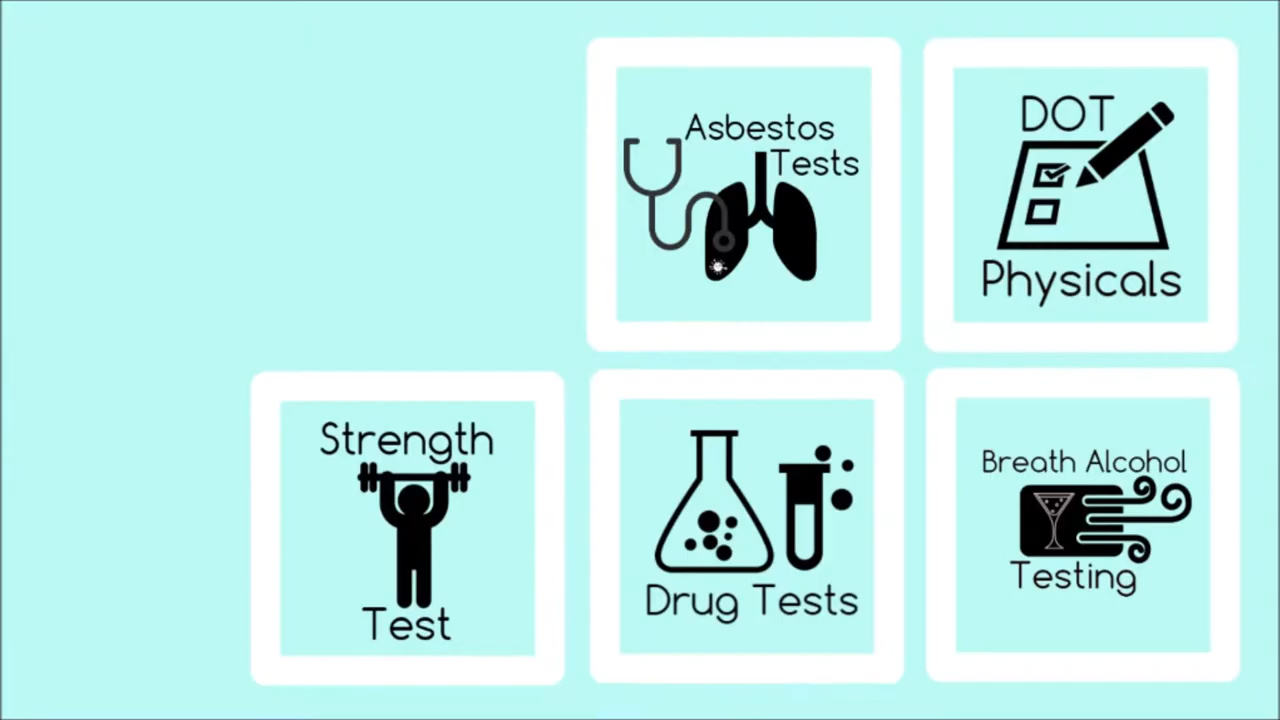 Asbestos
Tests
DOT
Physicals
Strength
Test
Drug Tests
Breath Alcohol
Testing